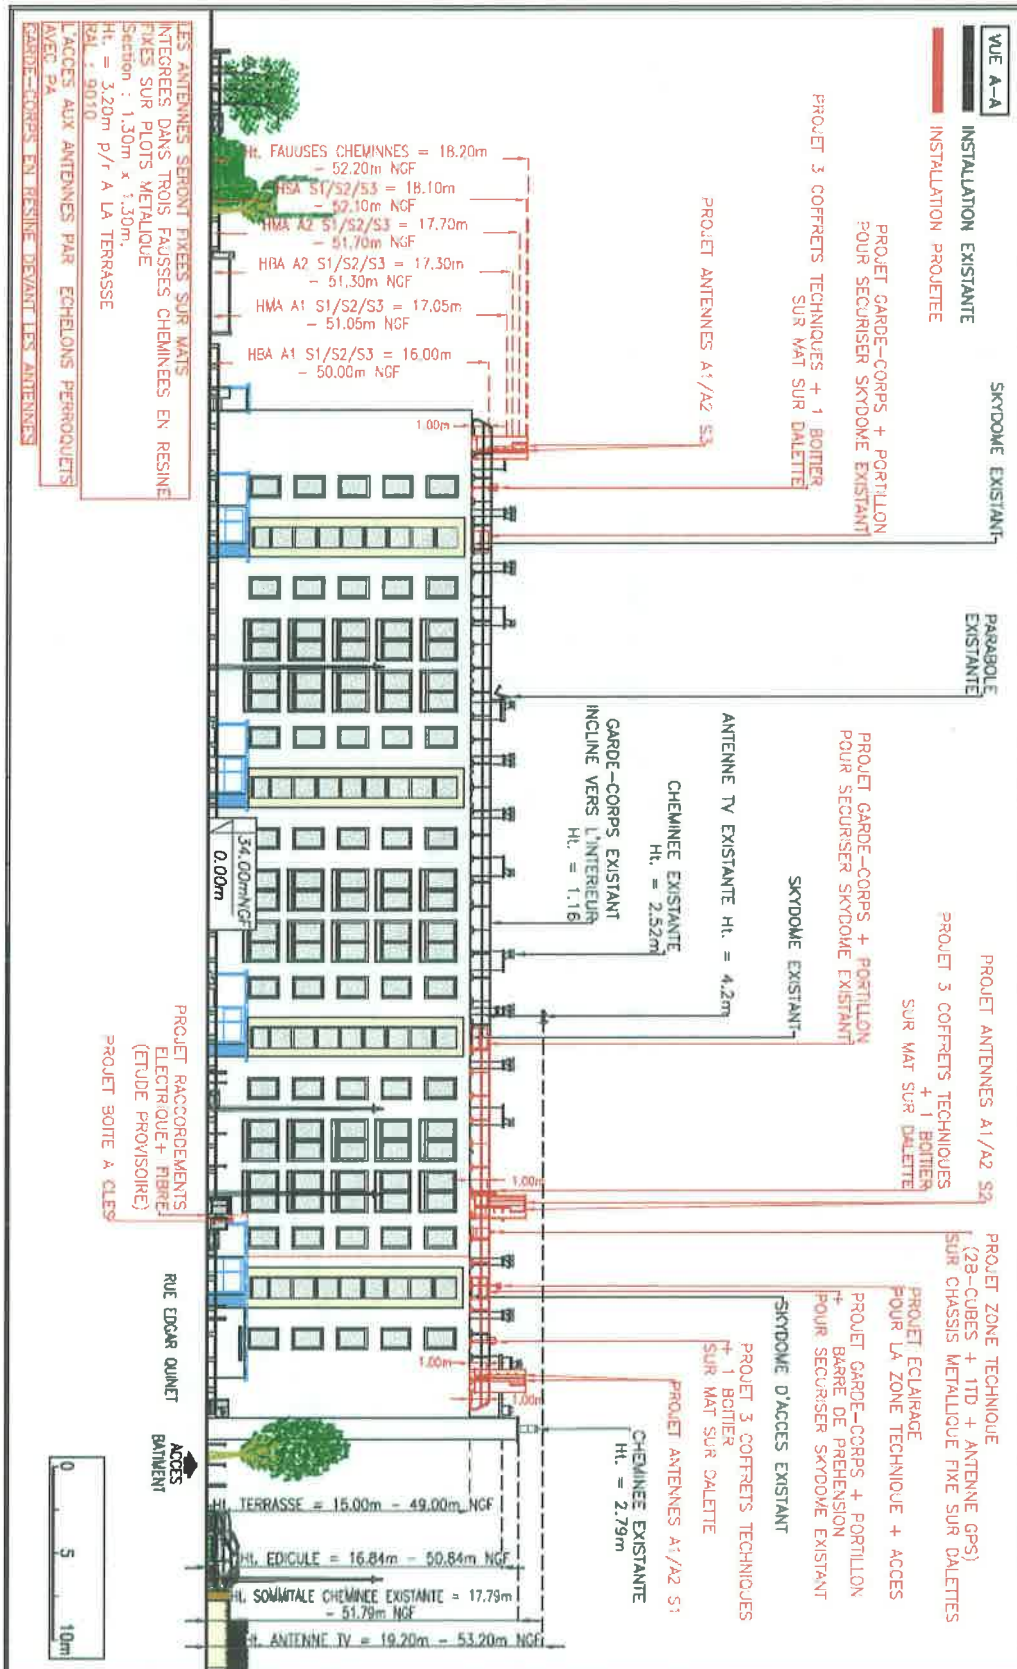 VUE A-A
INSTALLATION EXISTANTE
INSTALLATION PROJETEE
SKYDOME EXISTANT
PARABOLE
EXISTANTE
PROJET GARDE-CORPS + PORTILLON
POUR SECURISER SKYDOME EXISTANT
PROJET 3 COFFRETS TECHNIQUES + 1 BOITIER
SUR MAT SUR DALETTE
PROJET ANTENNES A1/A2 S3
PROJET ANTENNES A1/A2 S2
PROJET 3 COFFRETS TECHNIQUES
+ 1 BOITIER
SUR MAT SUR DALETTE
PROJET GARDE-CORPS + PORTILLON
POUR SECURISER SKYDOME EXISTANT
SKYDOME EXISTANT
ANTENNE TV EXISTANTE Ht. = 4.2m
CHEMINEE EXISTANTE
Ht. = 2.52m
GARDE-CORPS EXISTANT
INCLINE VERS L'INTERIEUR
Ht. = 1.16
PROJET ZONE TECHNIQUE
(2B-CUBES + 1TD + ANTENNE GPS)
SUR CHASSIS METALLIQUE FIXE SUR DALETTES
PROJET ECLAIRAGE
POUR LA ZONE TECHNIQUE + ACCES
PROJET GARDE-CORPS + PORTILLON
+ BARRE DE PREHENSION
POUR SECURISER SKYDOME EXISTANT
SKYDOME D'ACCES EXISTANT
PROJET 3 COFFRETS TECHNIQUES
+ 1 BOITIER
SUR MAT SUR DALETTE
PROJET ANTENNES A1/A2 S1
CHEMINEE EXISTANTE
Ht. = 2.79m
Ht. FAUUSES CHEMINNES = 18.20m
- 52.20m NGF
HSA S1/S2/S3 = 18.10m
- 52.10m NGF
HMA A2 S1/S2/S3 = 17.70m
- 51.70m NGF
HBA A2 S1/S2/S3 = 17.30m
- 51.30m NGF
HMA A1 S1/S2/S3 = 17.05m
- 51.05m NGF
HBA A1 S1/S2/S3 = 16.00m
- 50.00m NGF
1.00m
1.00m
1.00m
1.00m
34.00mNGF
0.00m
Ht. TERRASSE = 15.00m - 49.00m NGF
Ht. EDICULE = 16.84m - 50.84m NGF
Ht. SOMMITALE CHEMINEE EXISTANTE = 17.79m
- 51.79m NGF
Ht. ANTENNE TV = 19.20m - 53.20m NGF
LES ANTENNES SERONT FIXEES SUR MATS
INTEGREES DANS TROIS FAUSSES CHEMINEES EN RESINE
FIXES SUR PLOTS METALIQUE
Section : 1.30m x 1.30m,
Ht. = 3.20m p/r A LA TERRASSE
RAL : 9010
L'ACCES AUX ANTENNES PAR ECHELONS PERROQUETS
AVEC PA
GARDE-CORPS EN RESINE DEVANT LES ANTENNES
PROJET RACCORDEMENTS
ELECTRIQUE+ FIBRE
(ETUDE PROVISOIRE)
PROJET BOITE A CLES
RUE EDGAR QUINET
ACCES
BATIMENT
0 5 10m